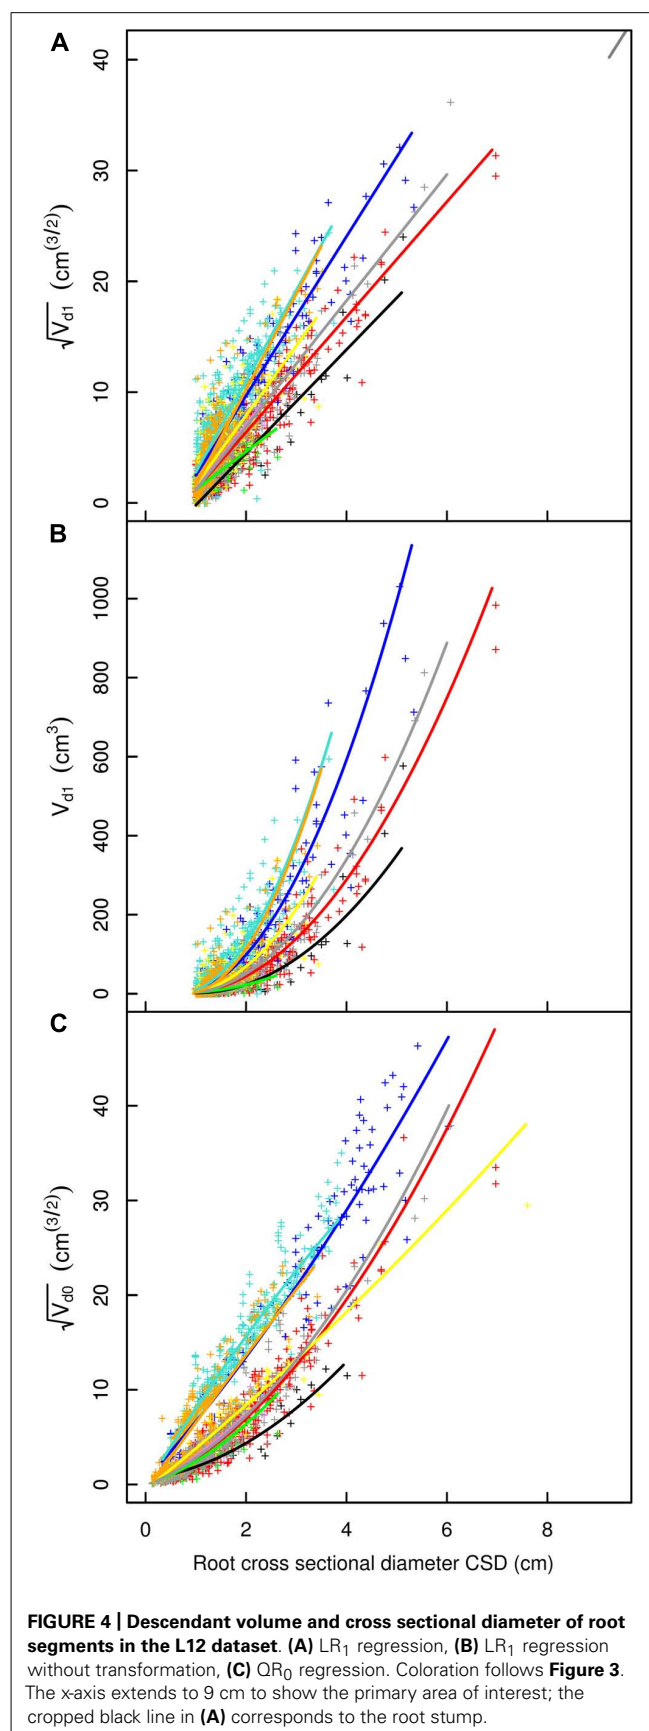 A
40
30
20
10
0
√Vd1 (cm(3/2))
B
1000
800
600
400
200
0
Vd1 (cm3)
C
40
30
20
10
0
√Vd0 (cm(3/2))
0 2 4 6 8
Root cross sectional diameter CSD (cm)
FIGURE 4 | Descendant volume and cross sectional diameter of root
segments in the L12 dataset. (A) LR1 regression, (B) LR1 regression
without transformation, (C) QR0 regression. Coloration follows Figure 3.
The x-axis extends to 9 cm to show the primary area of interest; the
cropped black line in (A) corresponds to the root stump.